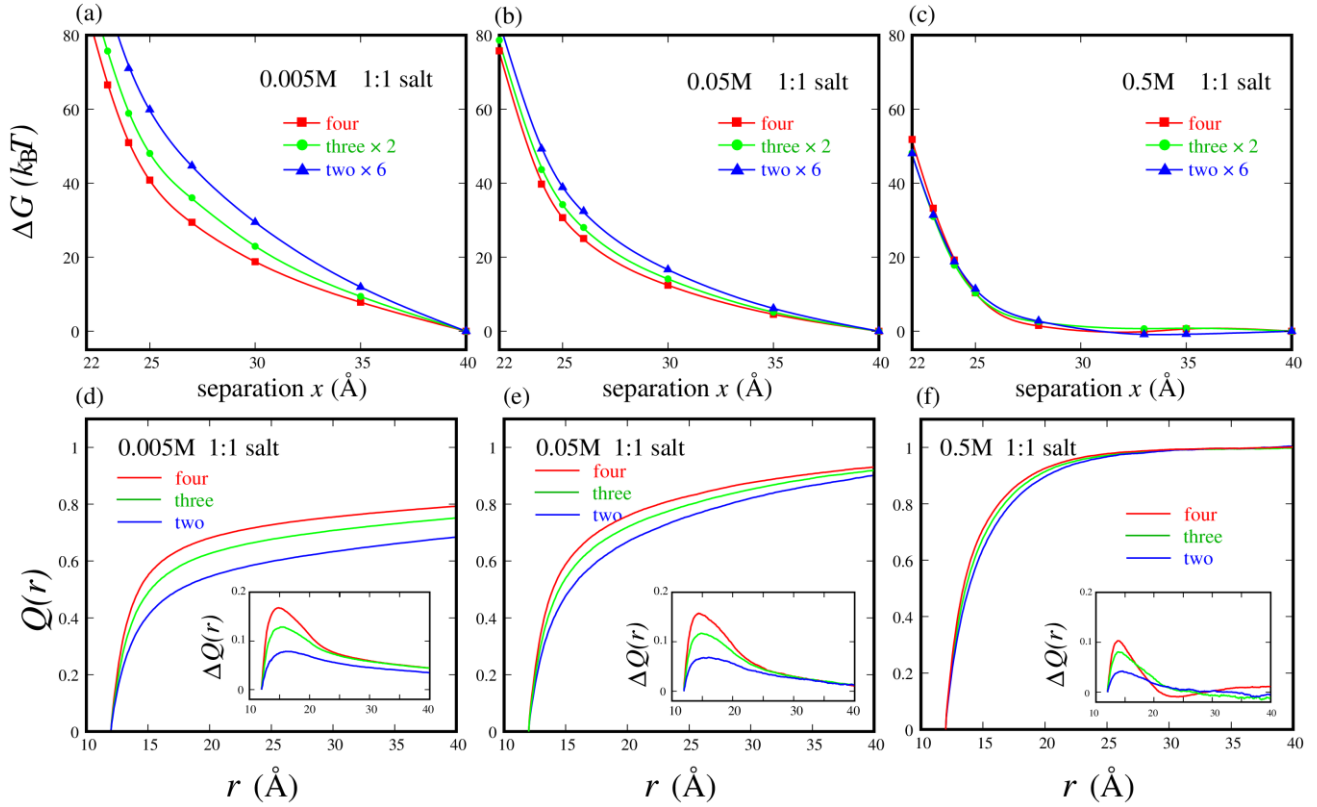 (a)
0.005M 1:1 salt
four
three × 2
two × 6
ΔG (kBT)
80
60
40
20
0
22 25 30 35 40
separation x (Å)
(b)
0.05M 1:1 salt
four
three × 2
two × 6
80
60
40
20
0
22 25 30 35 40
separation x (Å)
(c)
0.5M 1:1 salt
four
three × 2
two × 6
80
60
40
20
0
22 25 30 35 40
separation x (Å)
(d)
0.005M 1:1 salt
four
three
two
Q(r)
1
0.8
0.6
0.4
0.2
0
10 15 20 25 30 35 40
r (Å)
ΔQ(r)
0.2
0.1
0
10 20 30 40
(e)
0.05M 1:1 salt
four
three
two
1
0.8
0.6
0.4
0.2
0
10 15 20 25 30 35 40
r (Å)
ΔQ(r)
0.2
0.1
0
10 20 30 40
(f)
0.5M 1:1 salt
four
three
two
1
0.8
0.6
0.4
0.2
0
10 15 20 25 30 35 40
r (Å)
ΔQ(r)
0.2
0.1
0
10 20 30 40